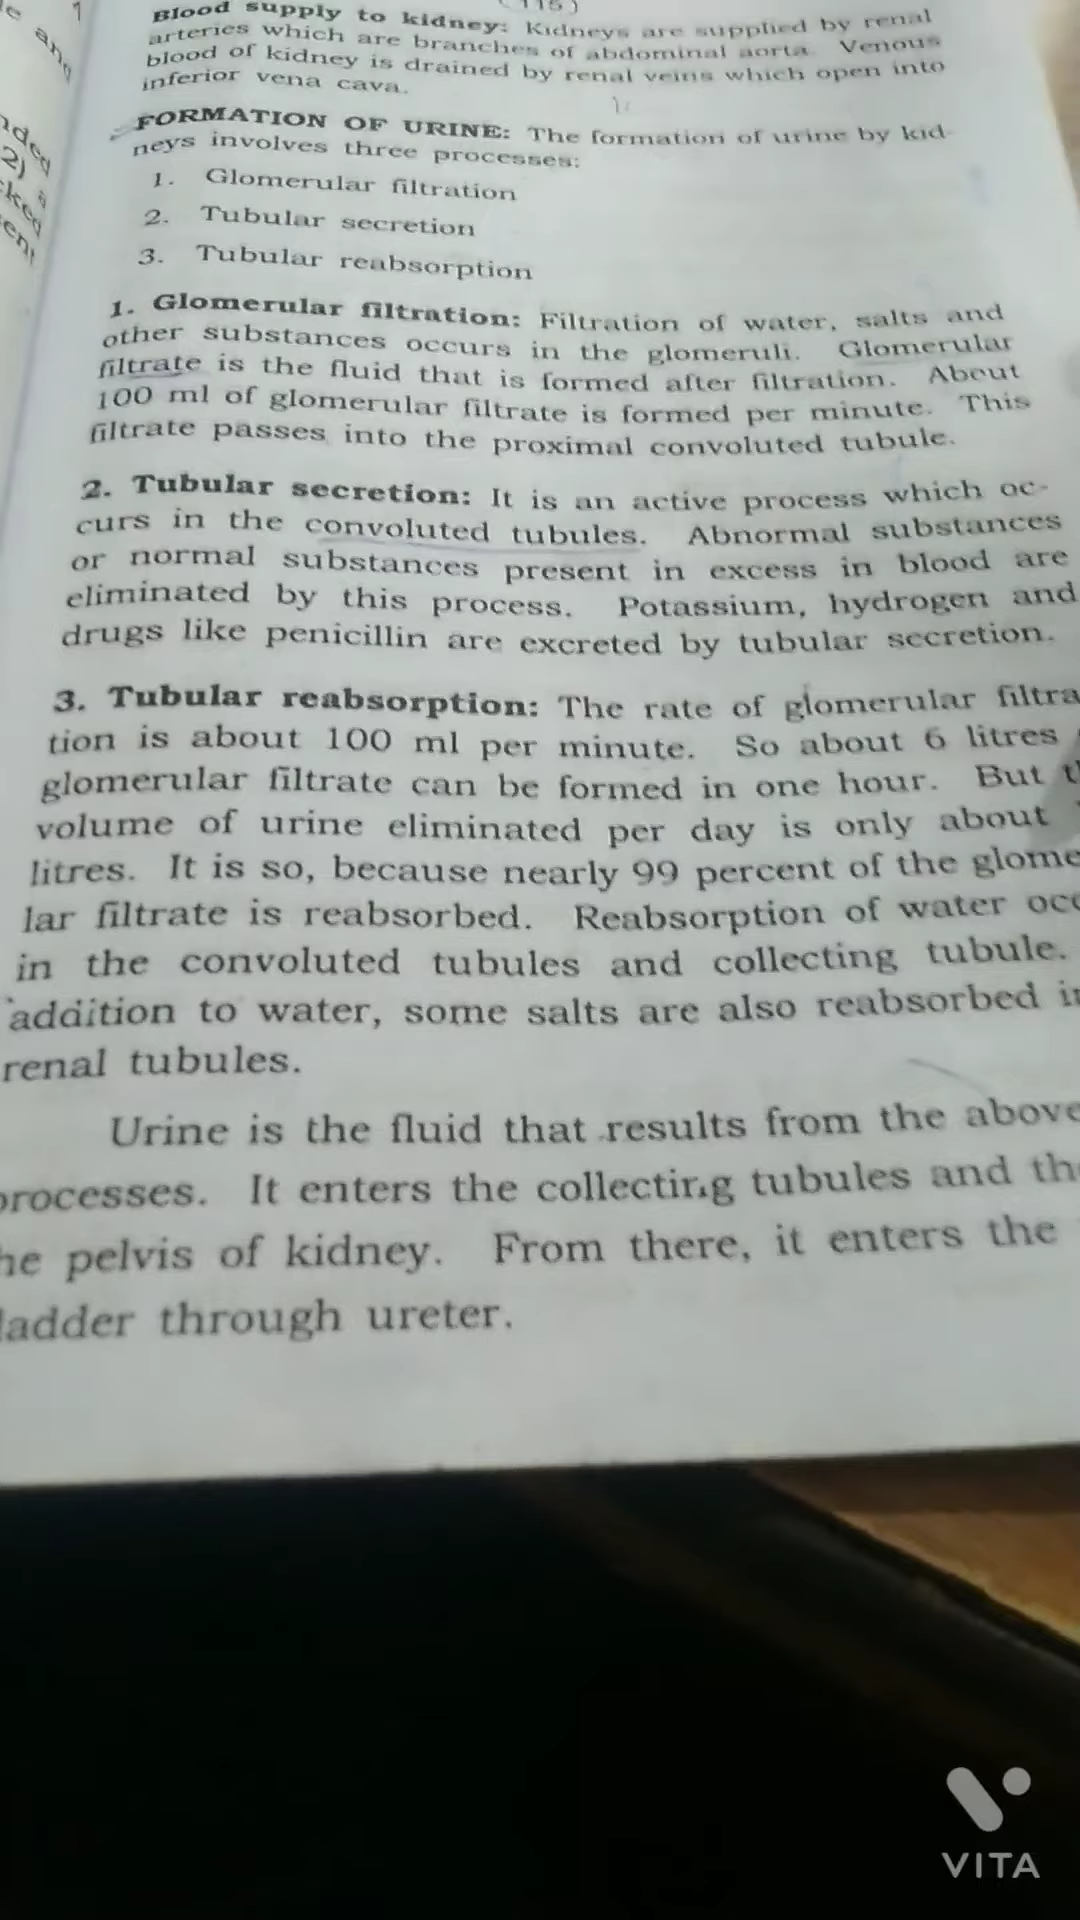 115)
Blood supply to kidney: Kidneys are supplied by renal
arteries which are branches of abdominal aorta. Venous
blood of kidney is drained by renal veins which open into
inferior vena cava.
FORMATION OF URINE: The formation of urine by kid-
neys involves three processes:
1. Glomerular filtration
2. Tubular secretion
3. Tubular reabsorption
1. Glomerular filtration: Filtration of water, salts and
other substances occurs in the glomeruli. Glomerular
filtrate is the fluid that is formed after filtration. About
100 ml of glomerular filtrate is formed per minute. This
filtrate passes into the proximal convoluted tubule.
2. Tubular secretion: It is an active process which oc-
curs in the convoluted tubules. Abnormal substances
or normal substances present in excess in blood are
eliminated by this process. Potassium, hydrogen and
drugs like penicillin are excreted by tubular secretion.
3. Tubular reabsorption: The rate of glomerular filtra
tion is about 100 ml per minute. So about 6 litres
glomerular filtrate can be formed in one hour. But t
volume of urine eliminated per day is only about
litres. It is so, because nearly 99 percent of the glome
lar filtrate is reabsorbed. Reabsorption of water occ
in the convoluted tubules and collecting tubule.
addition to water, some salts are also reabsorbed in
renal tubules.
Urine is the fluid that results from the above
processes. It enters the collecting tubules and th
he pelvis of kidney. From there, it enters the
ladder through ureter.
VITA